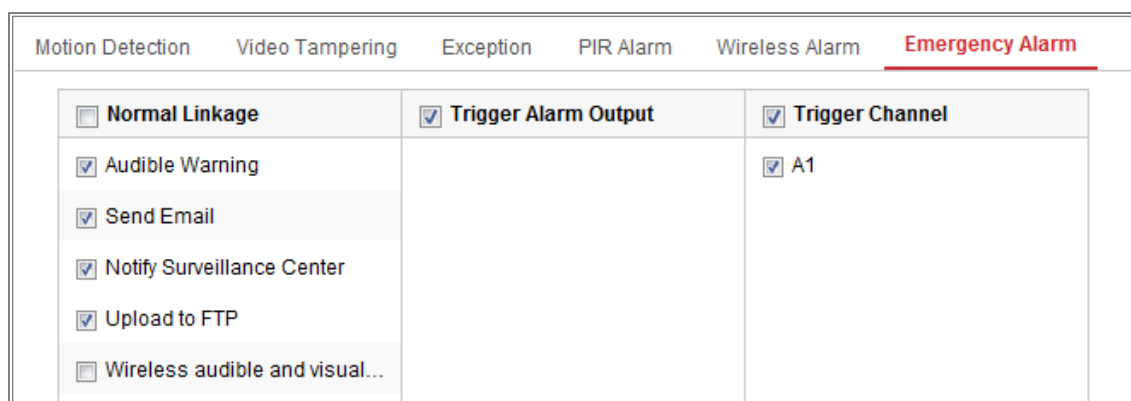 Motion Detection Video Tampering Exception PIR Alarm Wireless Alarm Emergency Alarm
Normal Linkage Trigger Alarm Output Trigger Channel
Audible Warning A1
Send Email
Notify Surveillance Center
Upload to FTP
Wireless audible and visual...